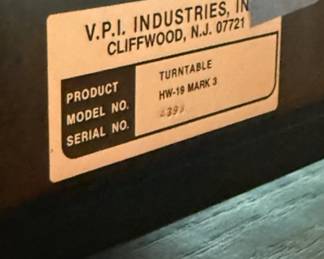 V.P.I. INDUSTRIES, IN
CLIFFWOOD, N.J. 07721
PRODUCT TURNTABLE
MODEL NO. HW-19 MARK 3
SERIAL NO.